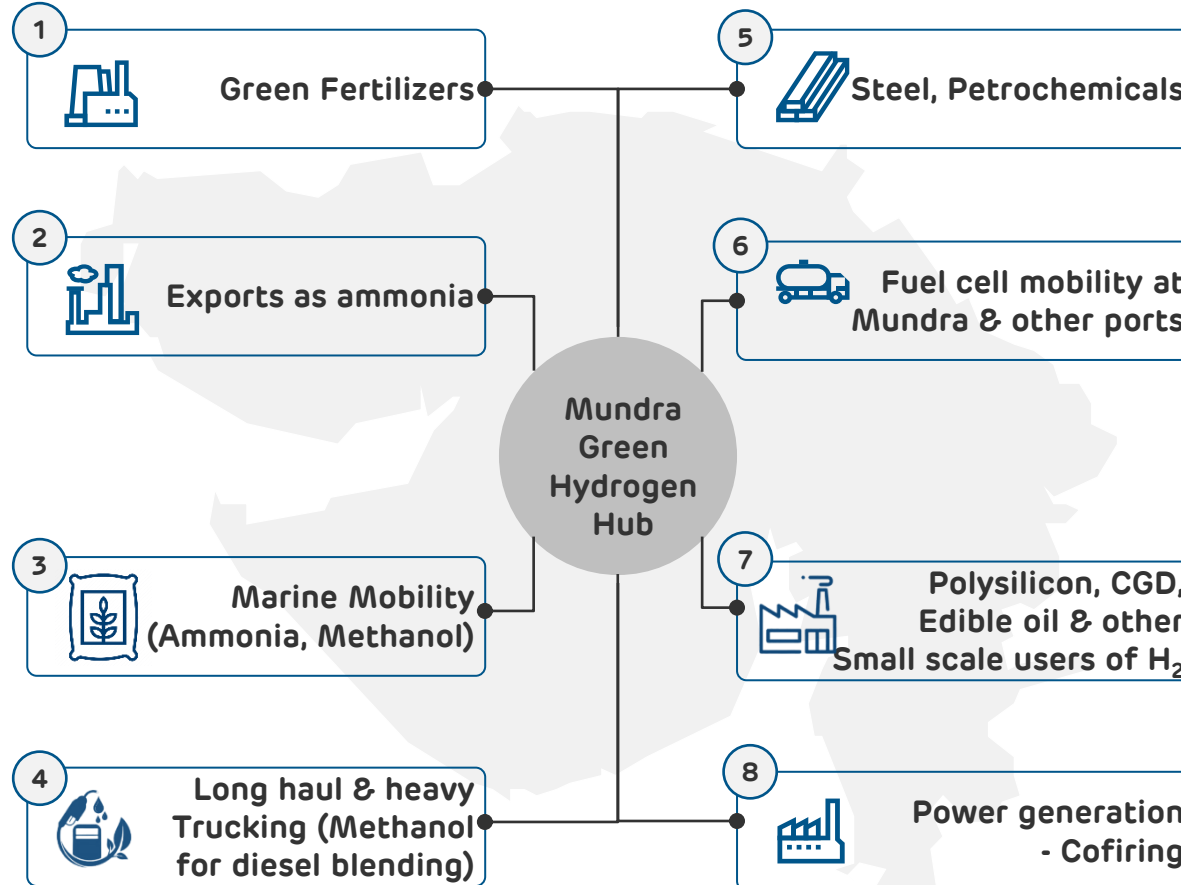 1
Green Fertilizers
2
Exports as ammonia
3
Marine Mobility
(Ammonia, Methanol)
4
Long haul & heavy
Trucking (Methanol
for diesel blending)
Mundra
Green
Hydrogen
Hub
5
Steel, Petrochemicals
6
Fuel cell mobility at
Mundra & other ports
7
Polysilicon, CGD,
Edible oil & other
Small scale users of H₂
8
Power generation
- Cofiring